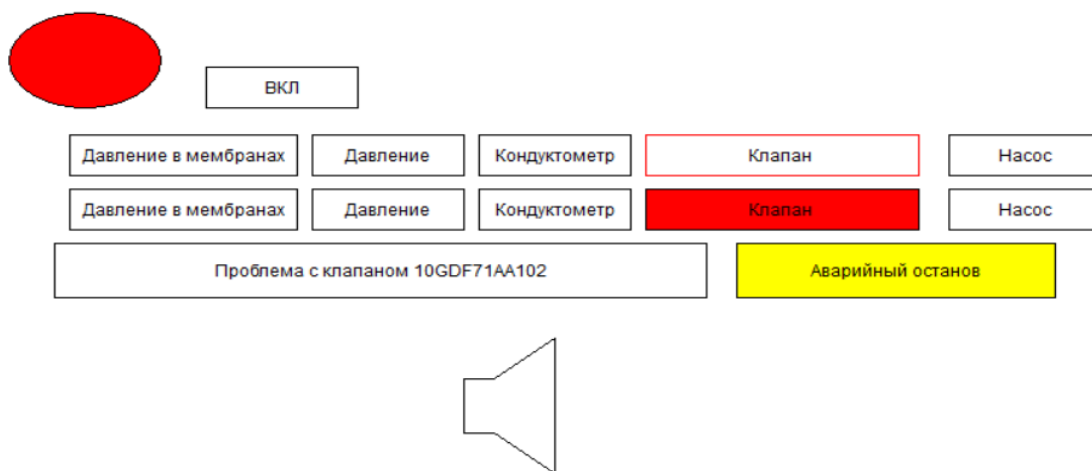 ВКЛ
Давление в мембранах Давление Кондуктометр Клапан Насос
Давление в мембранах Давление Кондуктометр Клапан Насос
Проблема с клапаном 10GDF71AA102 Аварийный останов